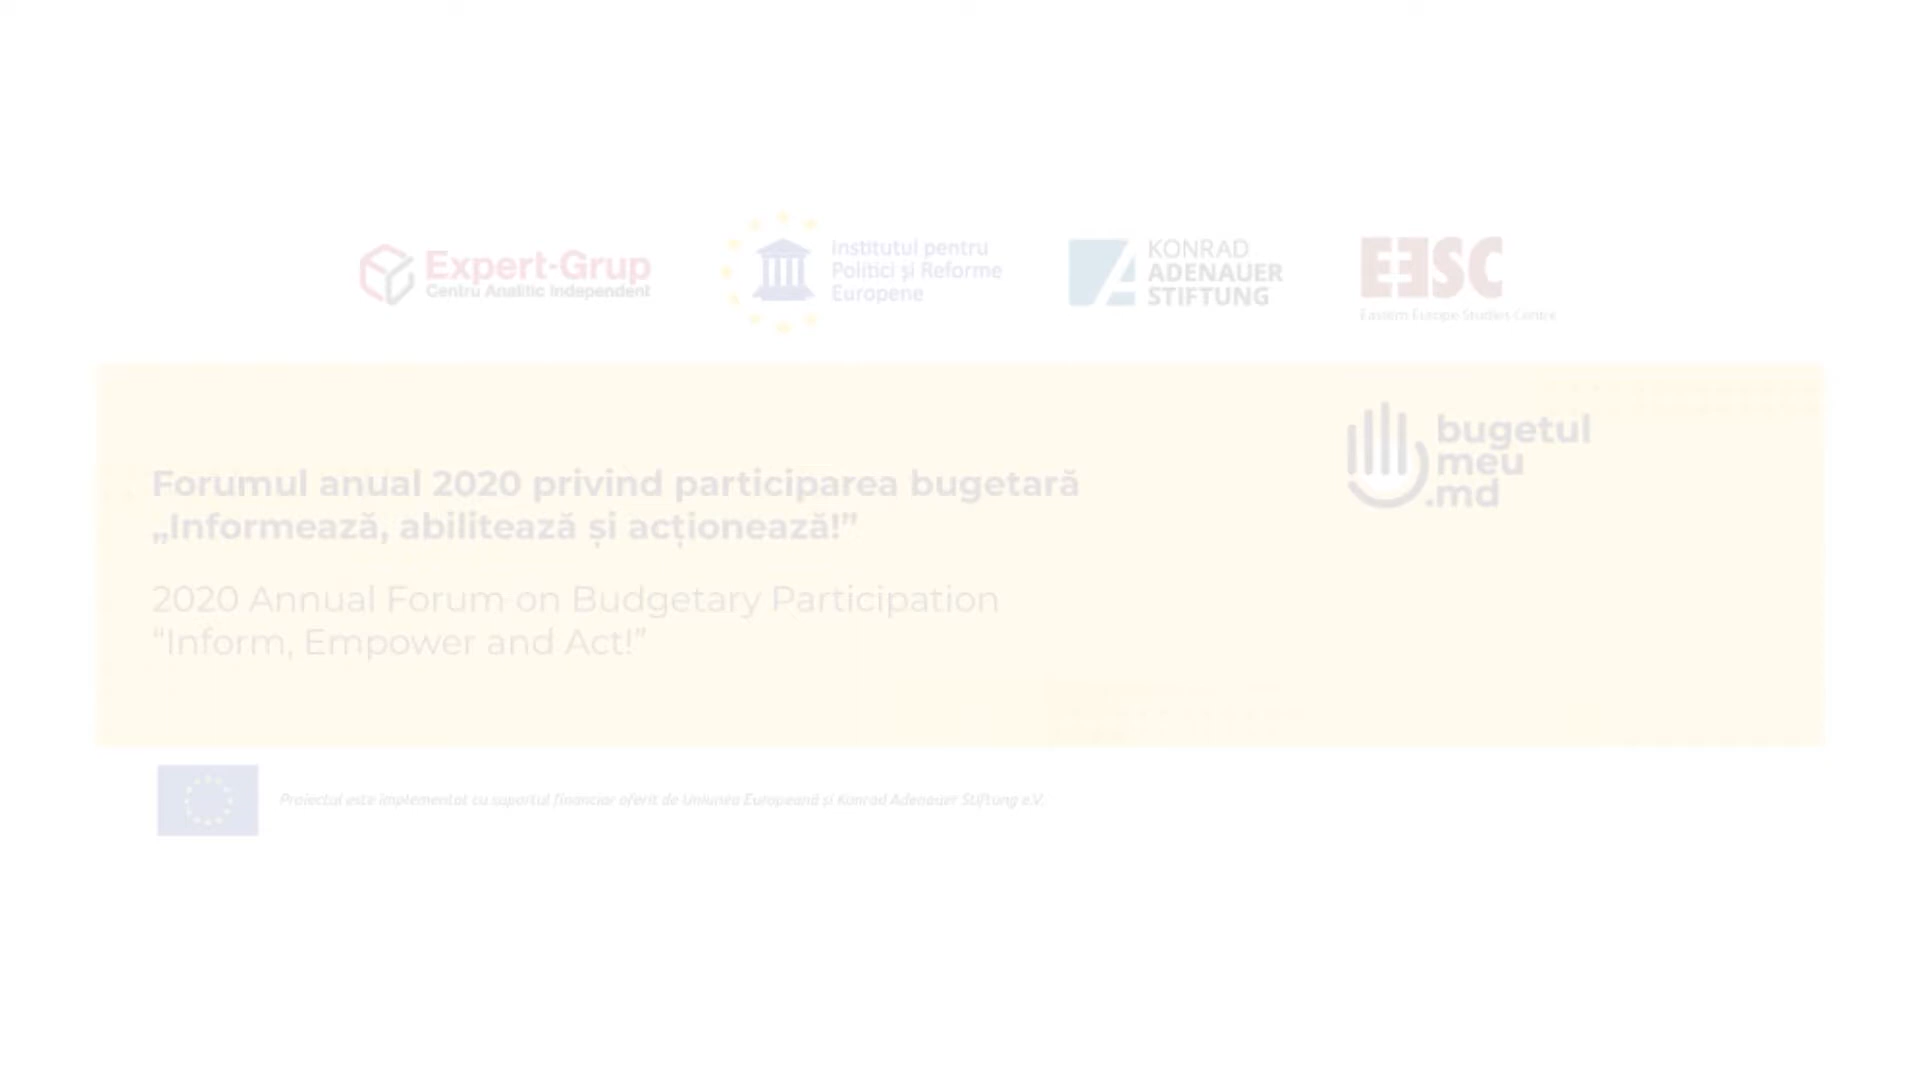 Expert-Grup
Centru Analitic Independent
Institutul pentru
Politici și Reforme
Europene
KONRAD
ADENAUER
STIFTUNG
EESC
Eastern Europe Studies Centre
bugetul
meu
.md
Forumul anual 2020 privind participarea bugetară
„Informează, abilitează și acționează!”
2020 Annual Forum on Budgetary Participation
“Inform, Empower and Act!”
Proiectul este implementat cu suportul financiar oferit de Uniunea Europeană și Konrad Adenauer Stiftung e.V.